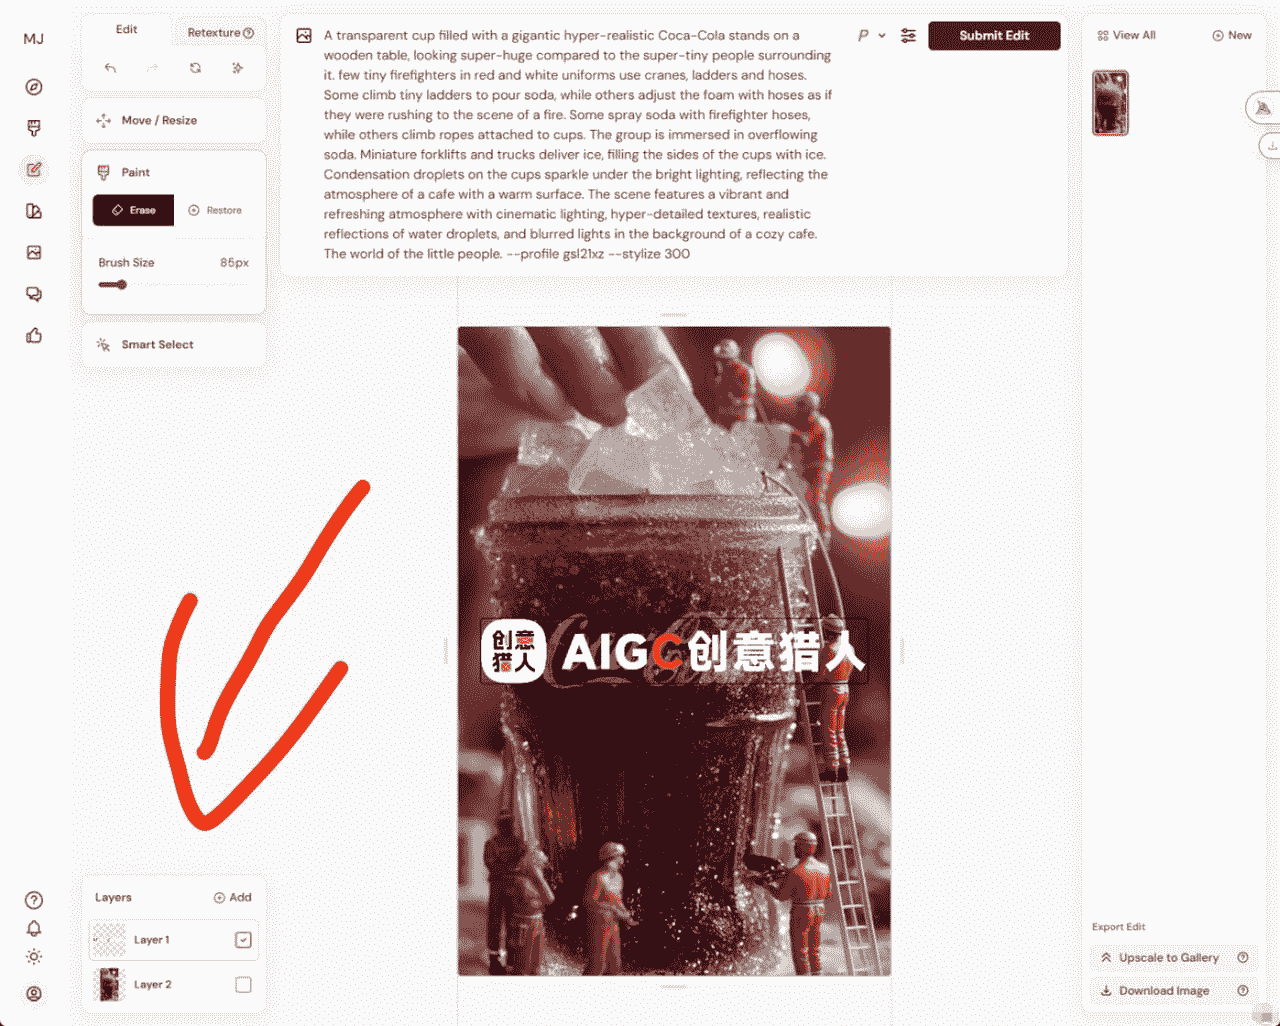 MJ
Edit
Retexture
Move / Resize
Paint
Erase
Restore
Brush Size
85px
Smart Select
A transparent cup filled with a gigantic hyper-realistic Coca-Cola stands on a
wooden table, looking super-huge compared to the super-tiny people surrounding
it. few tiny firefighters in red and white uniforms use cranes, ladders and hoses.
Some climb tiny ladders to pour soda, while others adjust the foam with hoses as if
they were rushing to the scene of a fire. Some spray soda with firefighter hoses,
while others climb ropes attached to cups. The group is immersed in overflowing
soda. Miniature forklifts and trucks deliver ice, filling the sides of the cups with ice.
Condensation droplets on the cups sparkle under the bright lighting, reflecting the
atmosphere of a cafe with a warm surface. The scene features a vibrant and
refreshing atmosphere with cinematic lighting, hyper-detailed textures, realistic
reflections of water droplets, and blurred lights in the background of a cozy cafe.
The world of the little people. --profile gsl21xz --stylize 300
P
Submit Edit
View All
New
创意
猎人
AIGC创意猎人
Layers
Add
Layer 1
Layer 2
Export Edit
Upscale to Gallery
Download Image